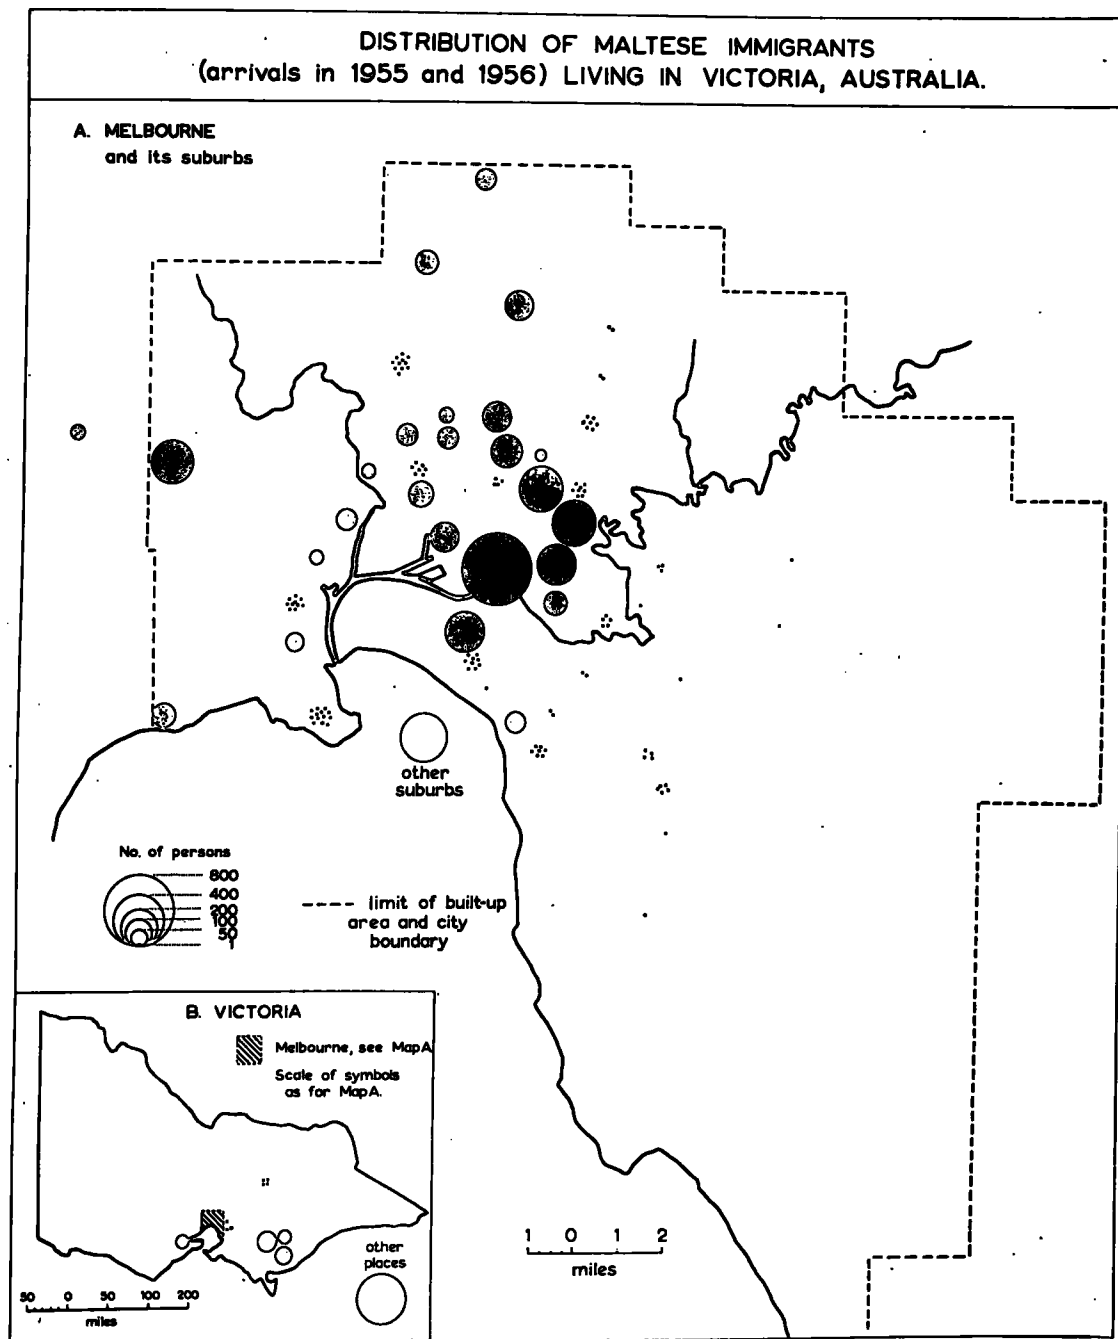 DISTRIBUTION OF MALTESE IMMIGRANTS
(arrivals in 1955 and 1956) LIVING IN VICTORIA, AUSTRALIA.
A. MELBOURNE
and its suburbs
other
suburbs
No. of persons
800
400
200
100
50
1
limit of built-up
area and city
boundary
B. VICTORIA
Melbourne, see Map A
Scale of symbols
as for Map A.
other
places
50 0 50 100 200
miles
1 0 1 2
miles